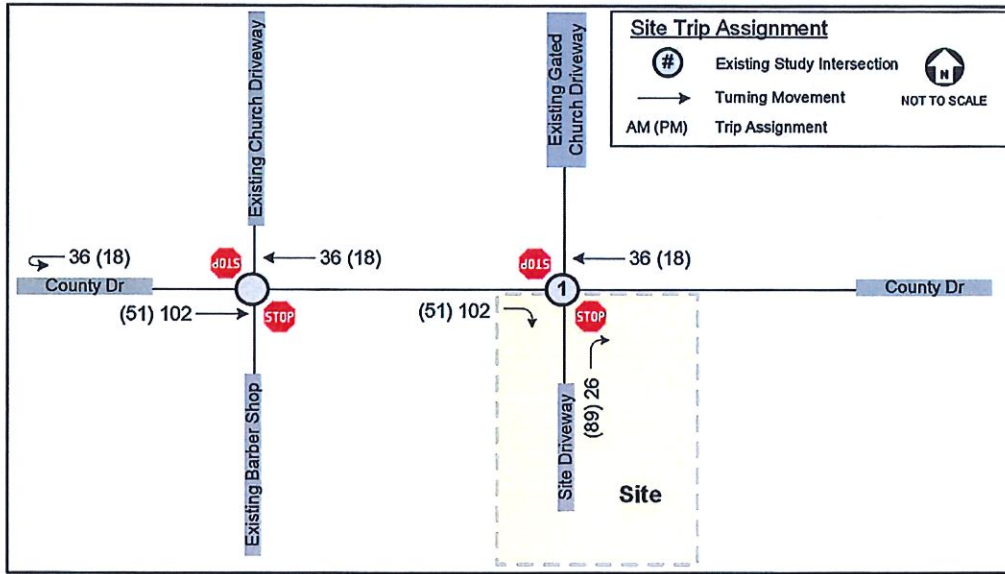 Site Trip Assignment
#
Existing Study Intersection
N
NOT TO SCALE
Turning Movement
AM (PM)
Trip Assignment
Existing Church Driveway
Existing Gated
Church Driveway
36 (18)
STOP
36 (18)
STOP
36 (18)
County Dr
1
County Dr
(51) 102
STOP
(51) 102
STOP
(89) 26
Existing Barber Shop
Site Driveway
Site